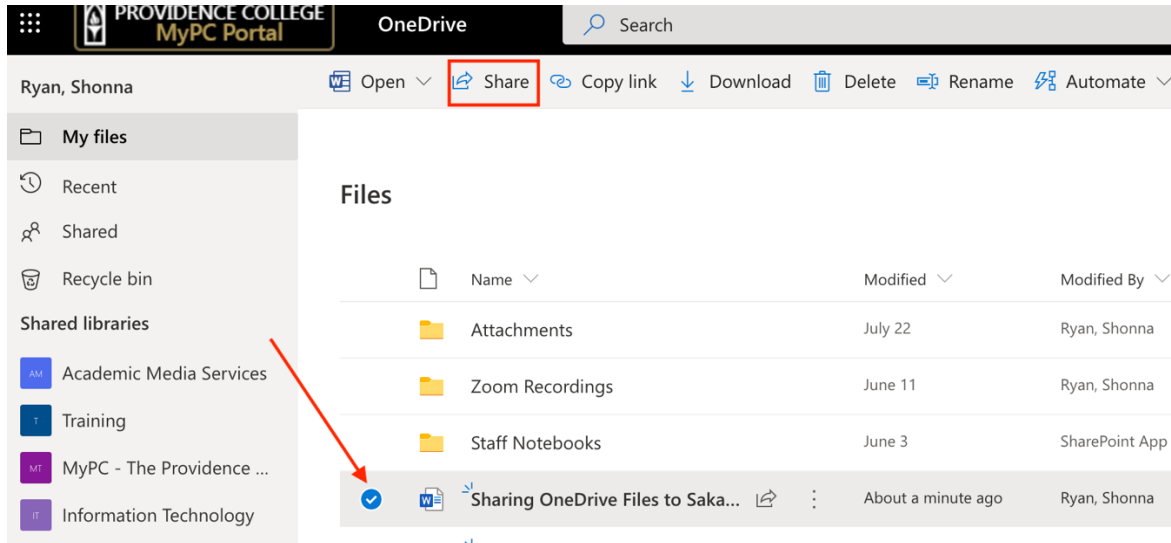 PROVIDENCE COLLEGE
MyPC Portal
OneDrive
Search
Ryan, Shonna
Open
Share
Copy link
Download
Delete
Rename
Automate
My files
Recent
Shared
Recycle bin
Shared libraries
AM Academic Media Services
T Training
MT MyPC - The Providence ...
IT Information Technology
Files
Name Modified Modified By
Attachments July 22 Ryan, Shonna
Zoom Recordings June 11 Ryan, Shonna
Staff Notebooks June 3 SharePoint App
Sharing OneDrive Files to Saka... About a minute ago Ryan, Shonna